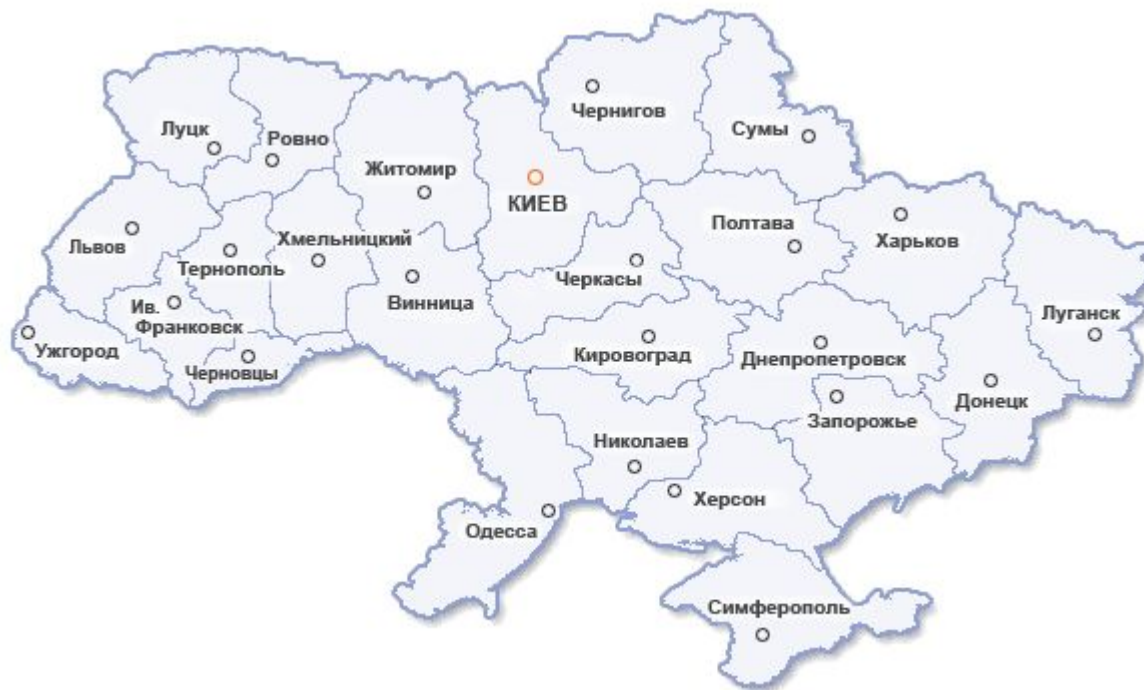 Чернигов
Сумы
Луцк
Ровно
Житомир
КИЕВ
Полтава
Харьков
Львов
Хмельницкий
Тернополь
Черкасы
Винница
Ив.
Франковск
Луганск
Ужгород
Кировоград
Днепропетровск
Черновцы
Донецк
Запорожье
Николаев
Херсон
Одесса
Симферополь